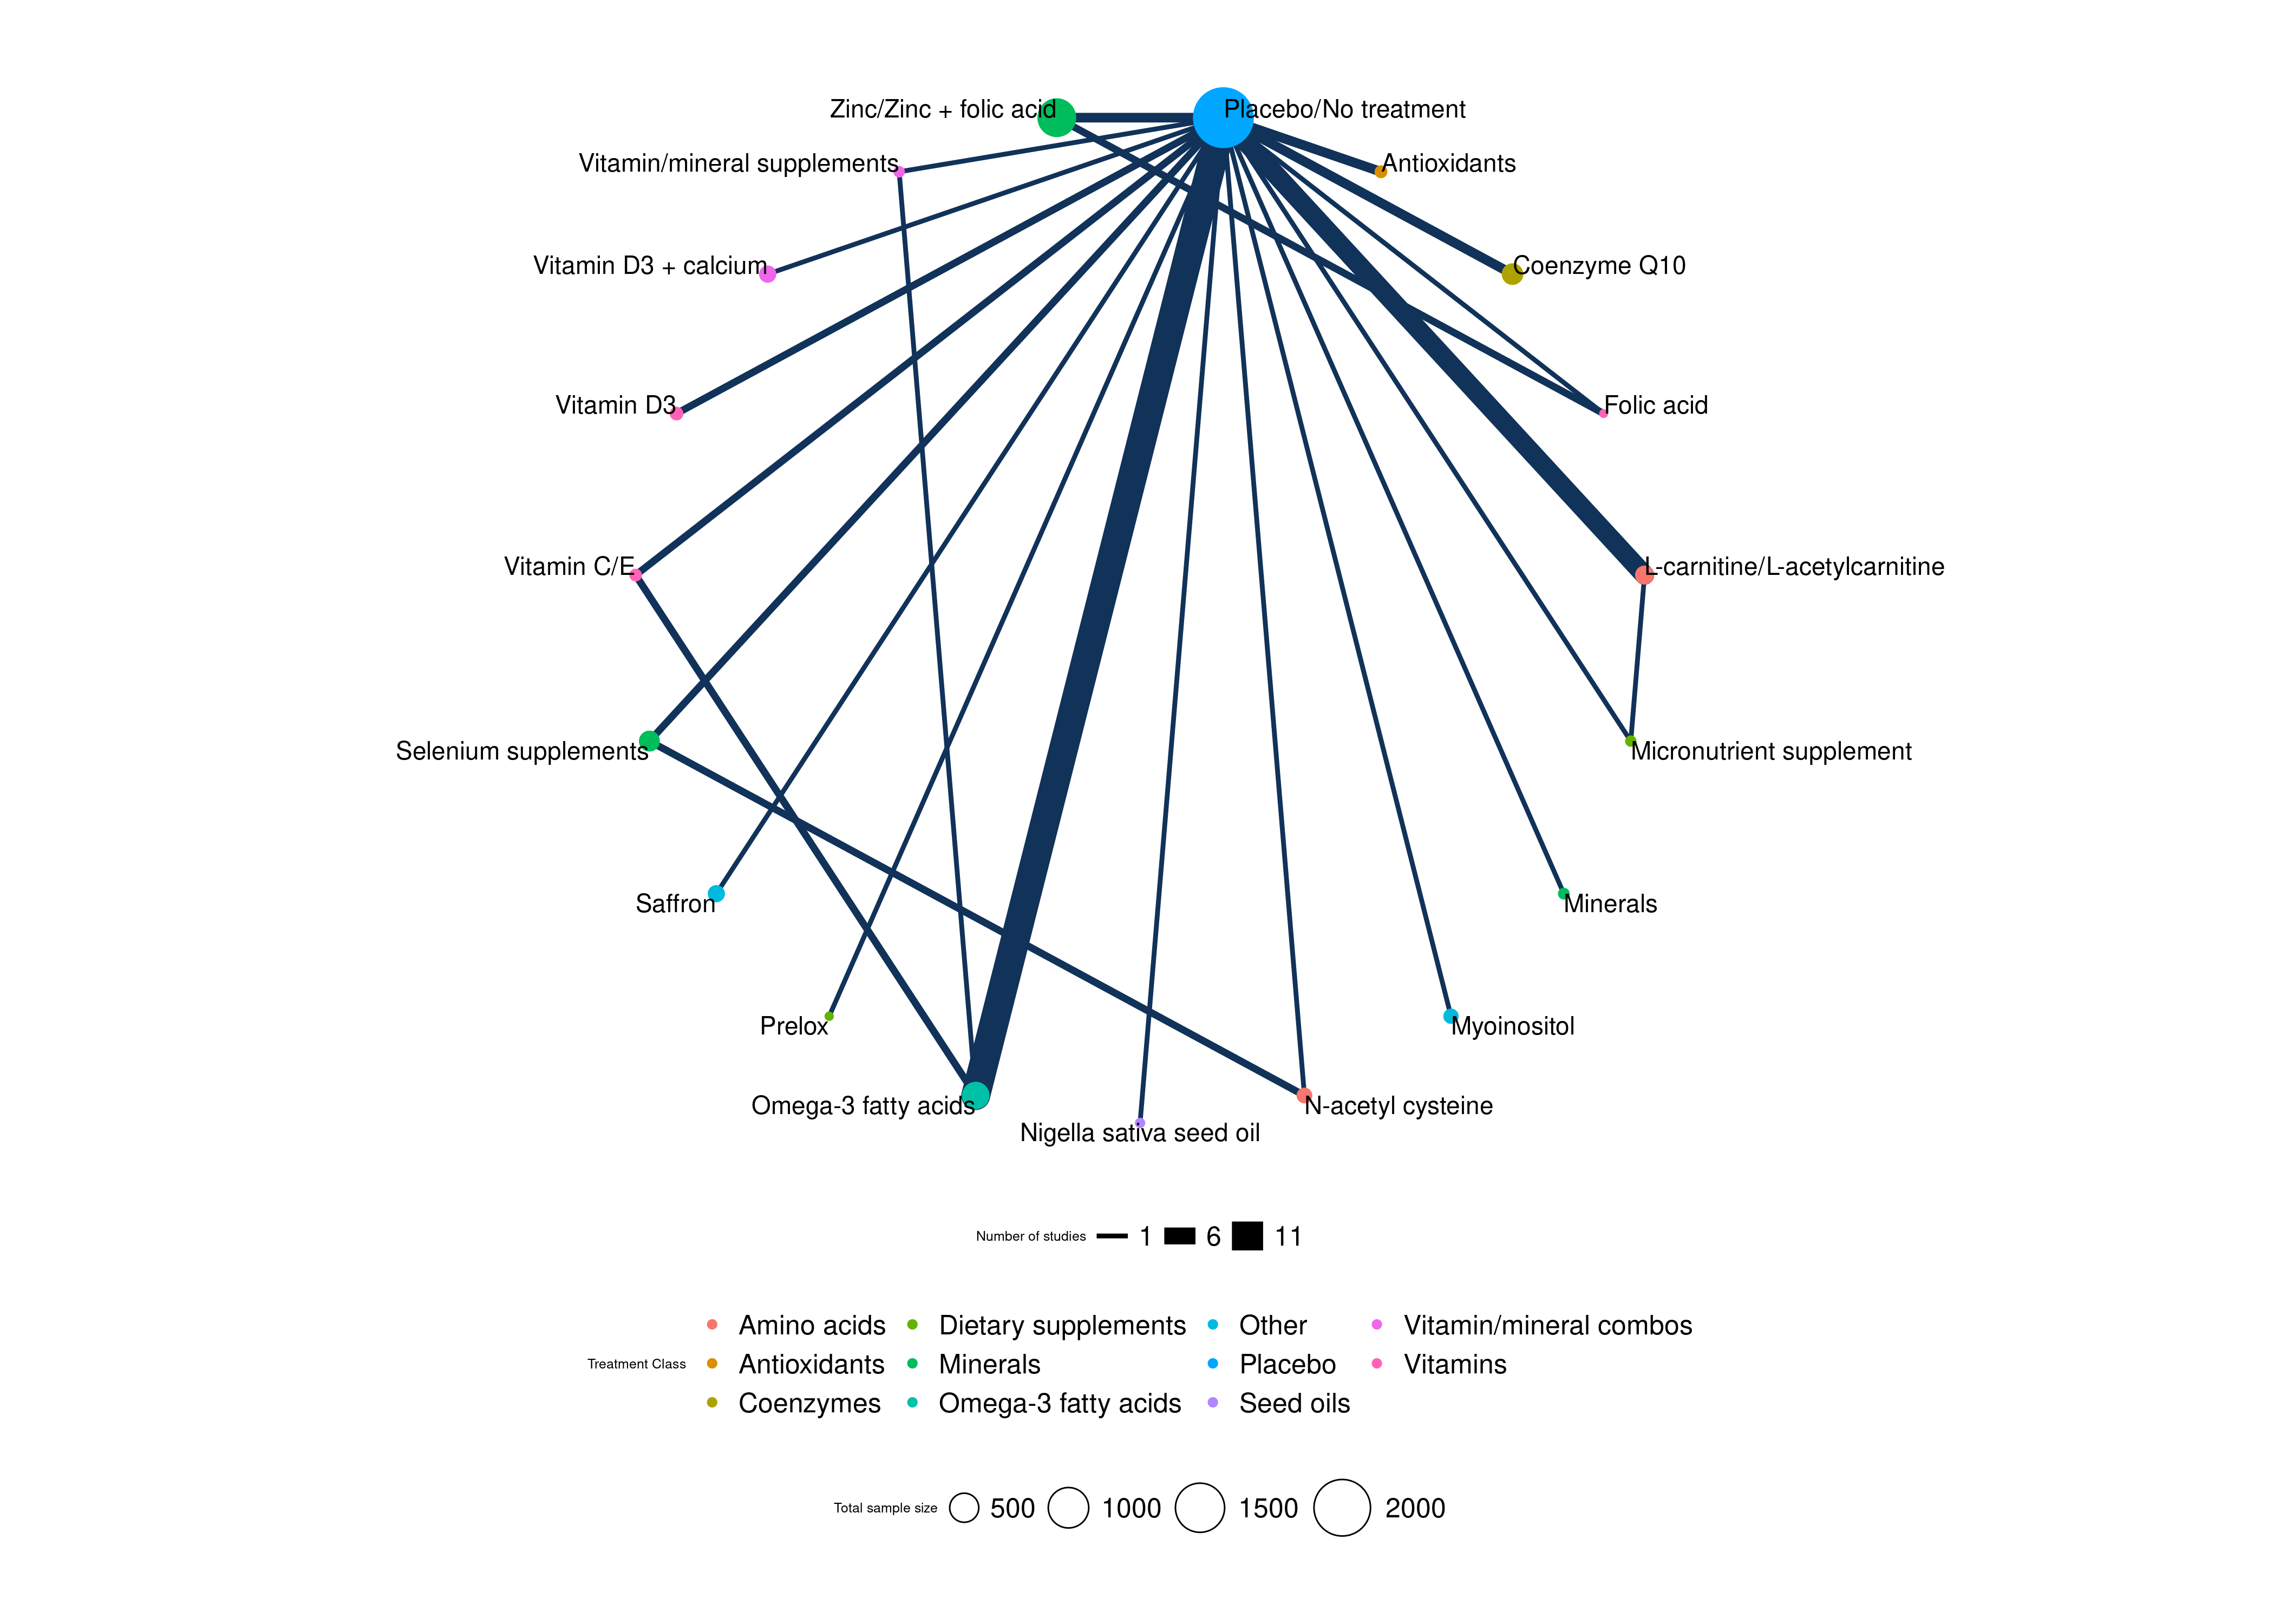 Zinc/Zinc + folic acid
Placebo/No treatment
Vitamin/mineral supplements
Antioxidants
Vitamin D3 + calcium
Coenzyme Q10
Vitamin D3
Folic acid
Vitamin C/E
L-carnitine/L-acetylcarnitine
Selenium supplements
Micronutrient supplement
Saffron
Minerals
Prelox
Myoinositol
Omega-3 fatty acids
N-acetyl cysteine
Nigella sativa seed oil
Number of studies 1 6 11
Amino acids Dietary supplements Other Vitamin/mineral combos
Treatment Class Antioxidants Minerals Placebo Vitamins
Coenzymes Omega-3 fatty acids Seed oils
Total sample size 500 1000 1500 2000